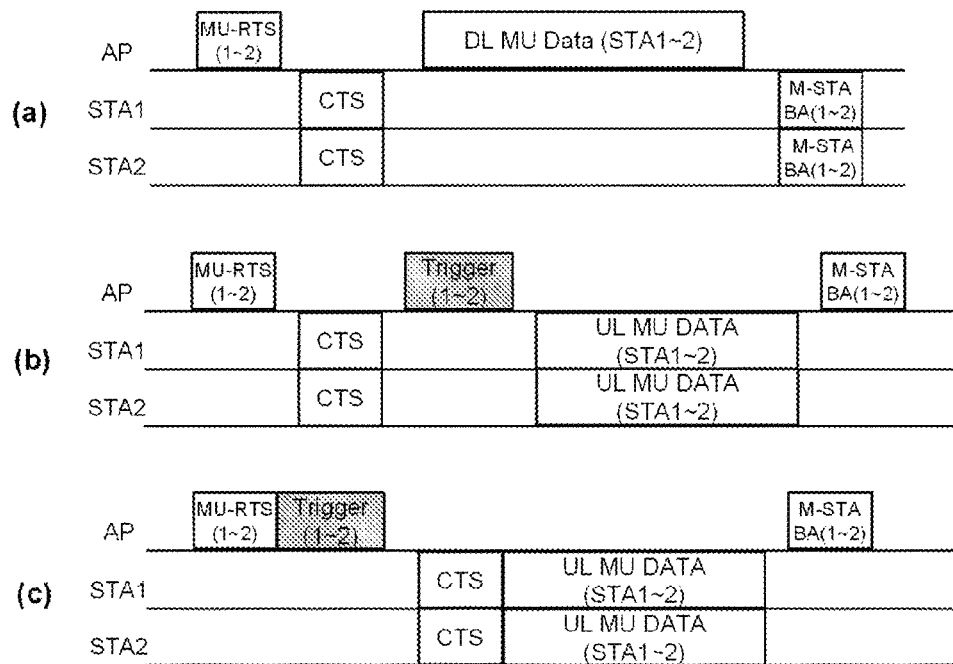 MU-RTS
(1~2)
DL MU Data (STA1~2)
AP
(a)
STA1
CTS
M-STA
BA(1~2)
STA2
CTS
M-STA
BA(1~2)
MU-RTS
(1~2)
Trigger
(1~2)
M-STA
BA(1~2)
AP
(b)
STA1
CTS
UL MU DATA
(STA1~2)
STA2
CTS
UL MU DATA
(STA1~2)
MU-RTS
(1~2)
Trigger
(1~2)
M-STA
BA(1~2)
AP
(c)
STA1
CTS
UL MU DATA
(STA1~2)
STA2
CTS
UL MU DATA
(STA1~2)